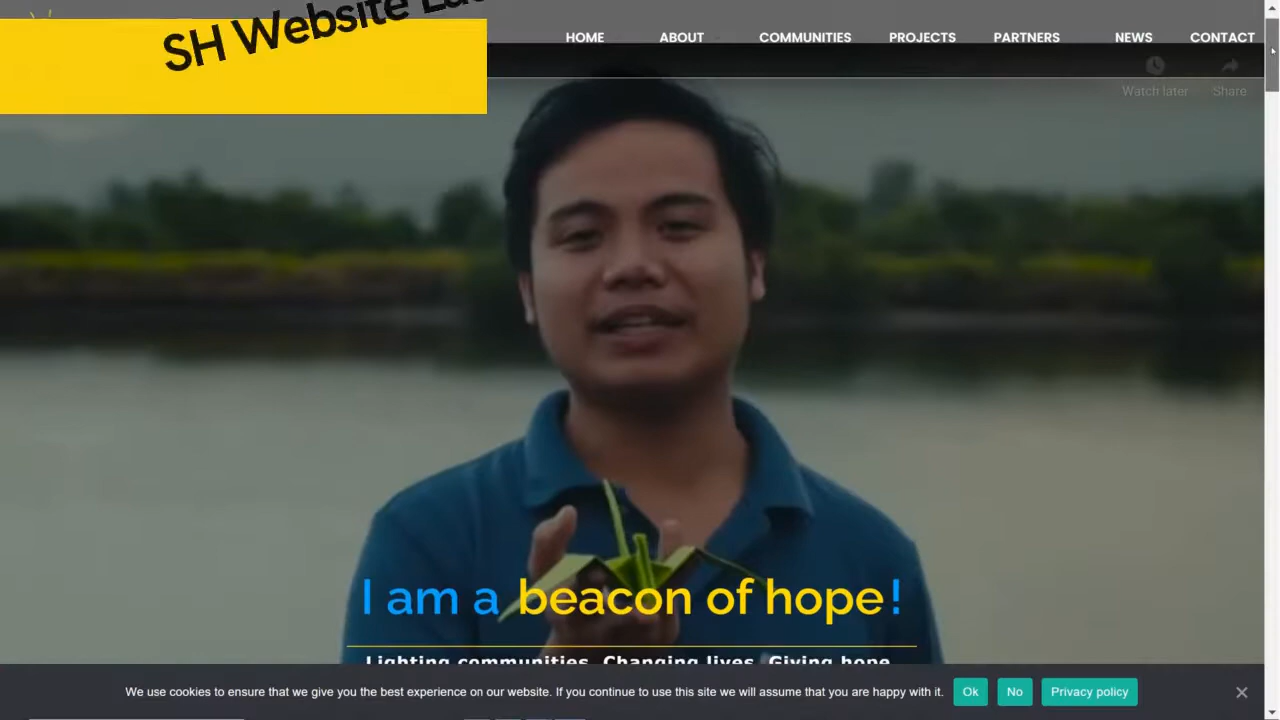 SH Website
HOME ABOUT COMMUNITIES PROJECTS PARTNERS NEWS CONTACT
Watch later Share
I am a beacon of hope!
Lighting communities. Changing lives. Giving hope
We use cookies to ensure that we give you the best experience on our website. If you continue to use this site we will assume that you are happy with it. Ok No Privacy policy